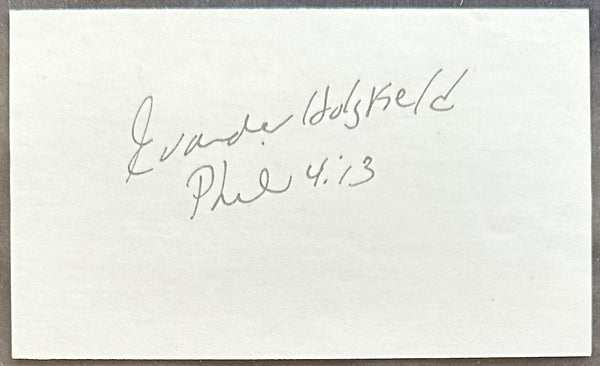 Evander Holyfield
Phil 4:13